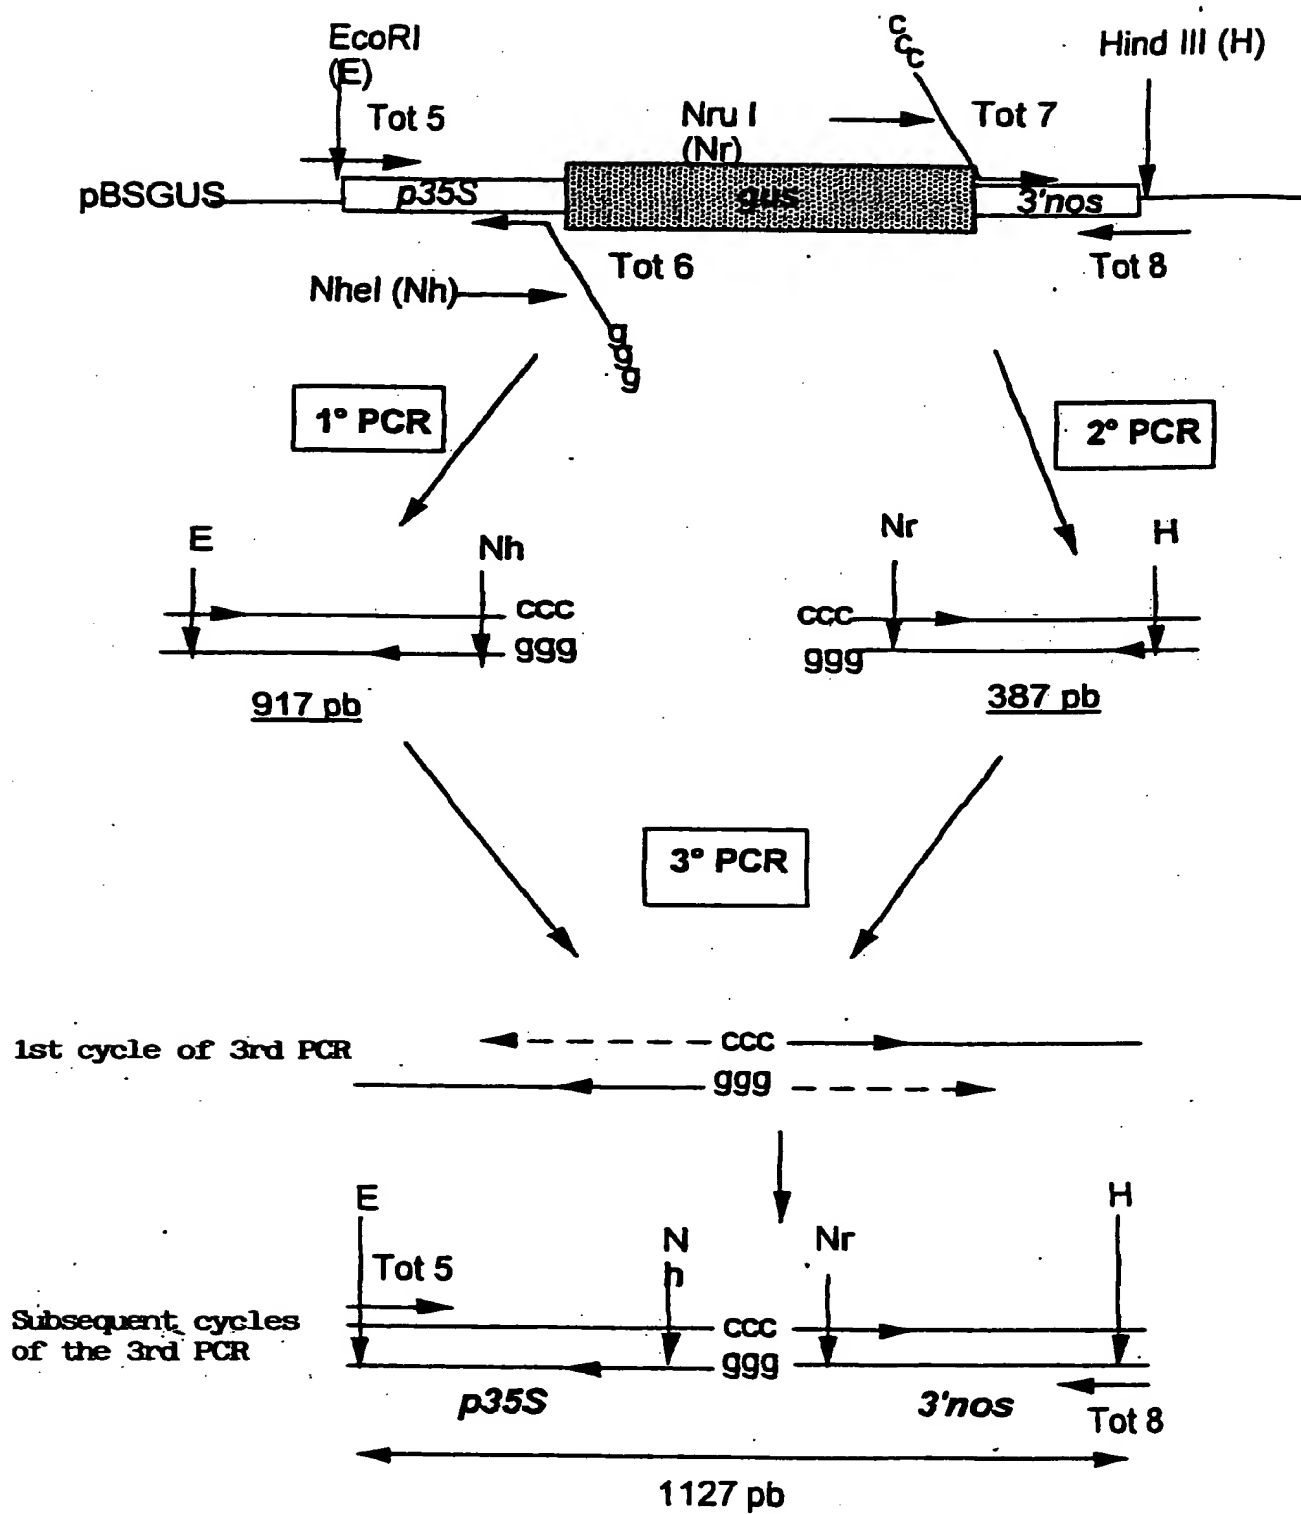 EcoRI
(E)
Tot 5
Nru I
(Nr)
c
c
c
Tot 7
Hind III (H)
pBSGUS
p35S
gus
3'nos
Tot 6
Tot 8
NheI (Nh)
g
g
g
1° PCR
2° PCR
E
Nh
ccc
ggg
917 pb
Nr
H
ccc
ggg
387 pb
3° PCR
1st cycle of 3rd PCR
ccc
ggg
E
H
Tot 5
N
h
Nr
Subsequent cycles
of the 3rd PCR
ccc
ggg
p35S
3'nos
Tot 8
1127 pb